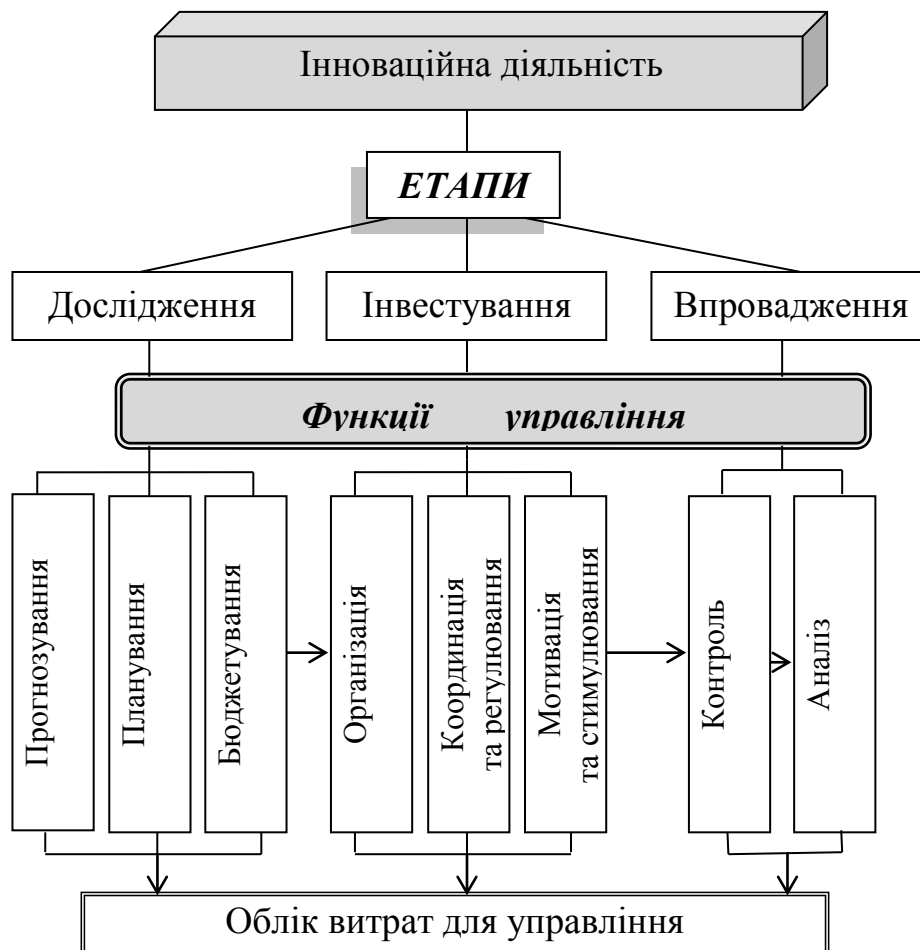 Інноваційна діяльність
ЕТАПИ
Дослідження
Інвестування
Впровадження
Функції управління
Прогнозування
Планування
Бюджетування
Організація
Координація
та регулювання
Мотивація
та стимулювання
Контроль
Аналіз
Облік витрат для управління